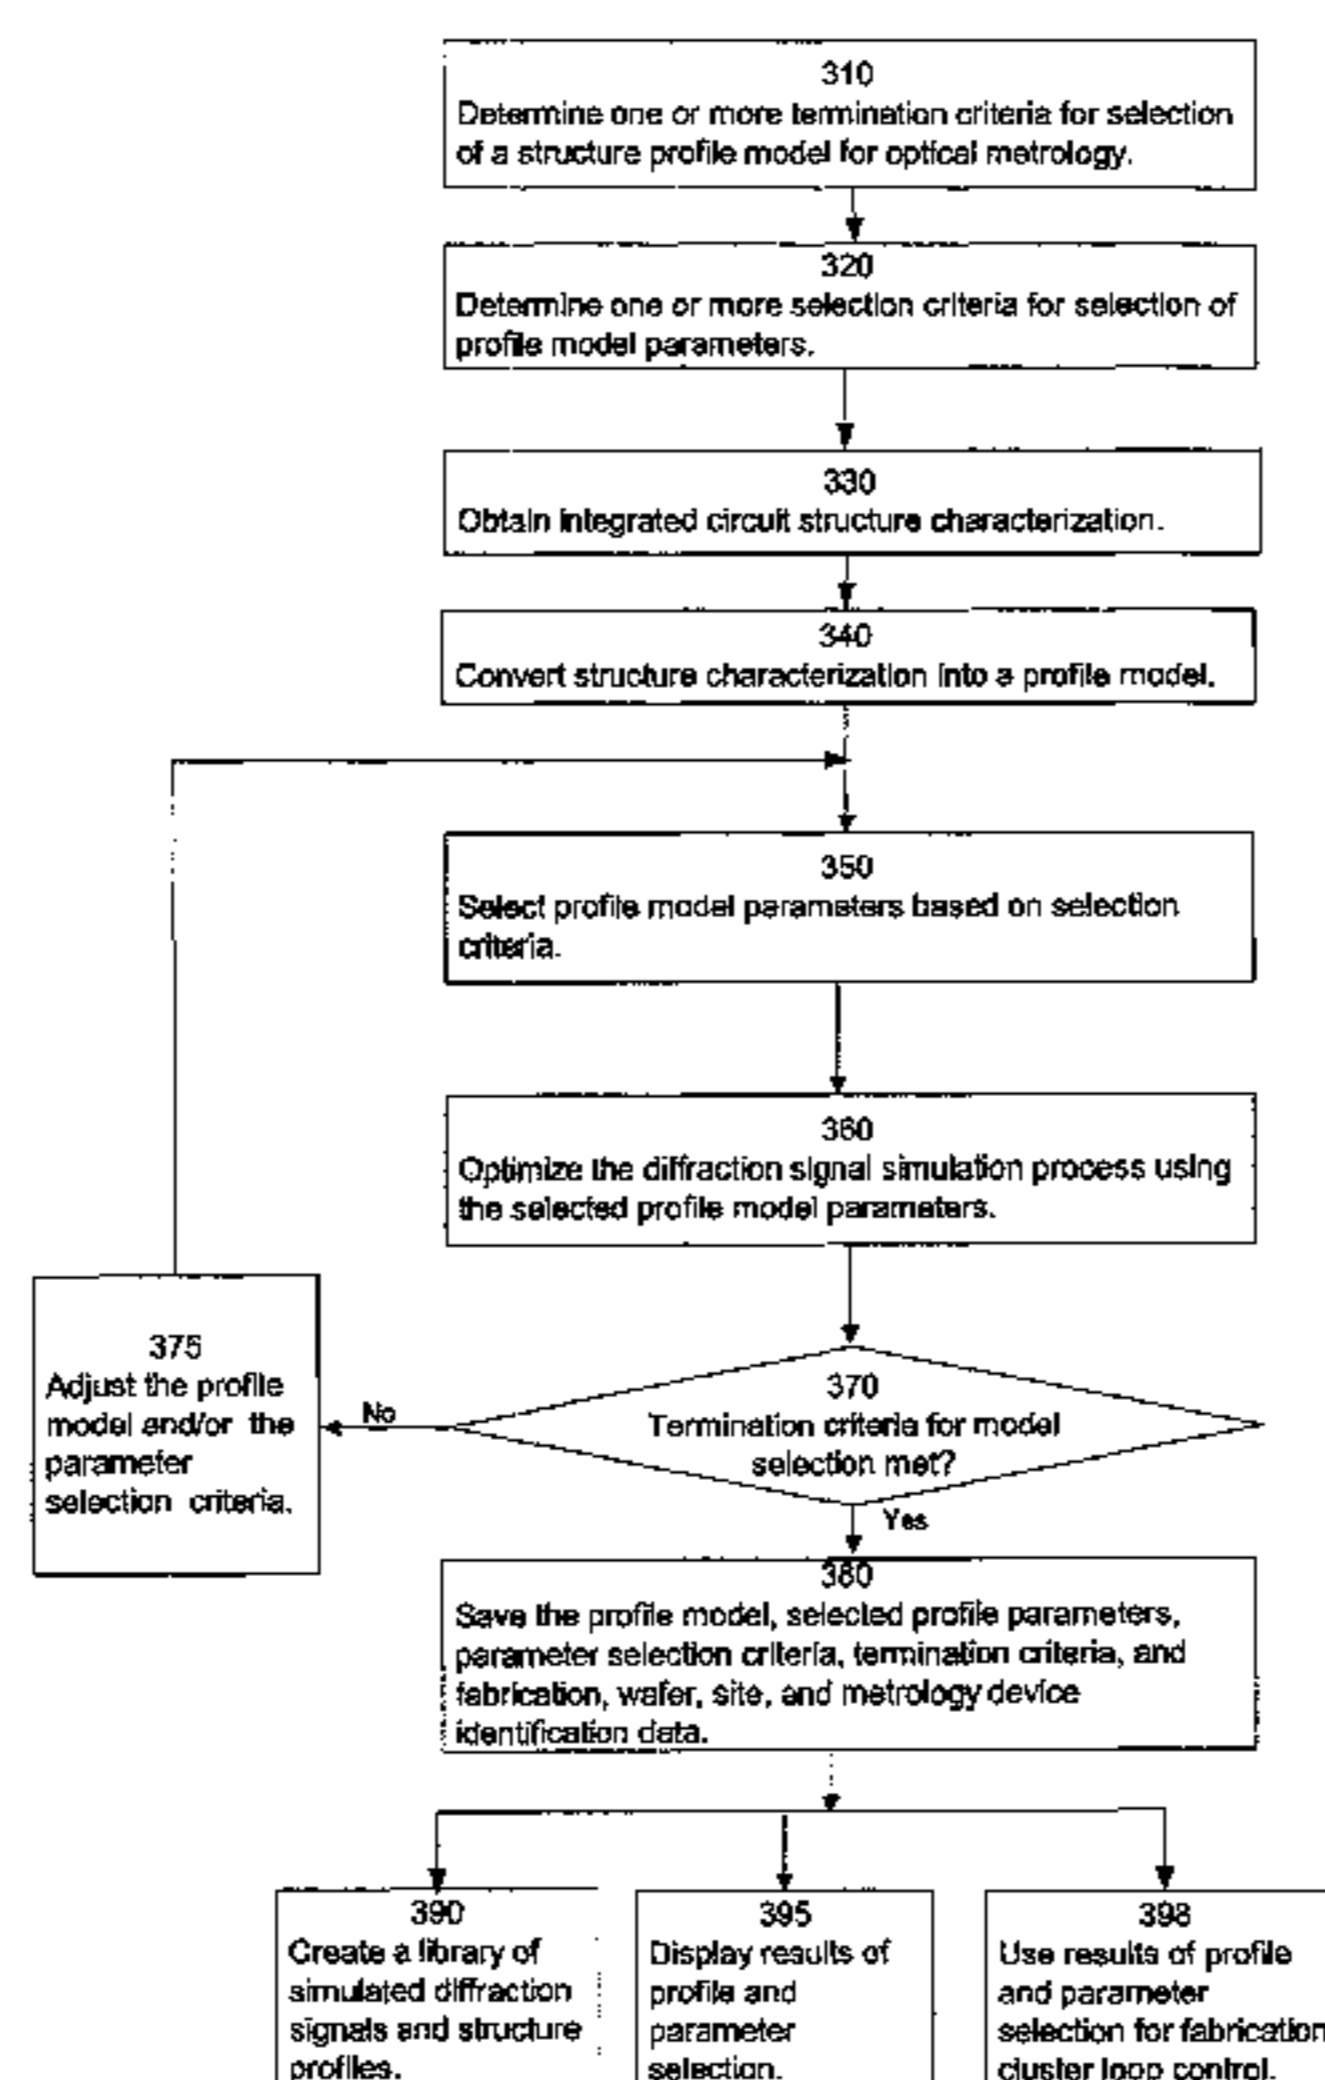 310
Determine one or more termination criteria for selection
of a structure profile model for optical metrology.
320
Determine one or more selection criteria for selection of
profile model parameters.
330
Obtain integrated circuit structure characterization.
340
Convert structure characterization into a profile model.
350
Select profile model parameters based on selection
criteria.
360
Optimize the diffraction signal simulation process using
the selected profile model parameters.
370
Termination criteria for model
selection met?
No
375
Adjust the profile
model and/or the
parameter
selection criteria.
Yes
380
Save the profile model, selected profile parameters,
parameter selection criteria, termination criteria, and
fabrication, wafer, site, and metrology device
identification data.
390
Create a library of
simulated diffraction
signals and structure
profiles.
395
Display results of
profile and
parameter
selection.
398
Use results of profile
and parameter
selection for fabrication
cluster loop control.